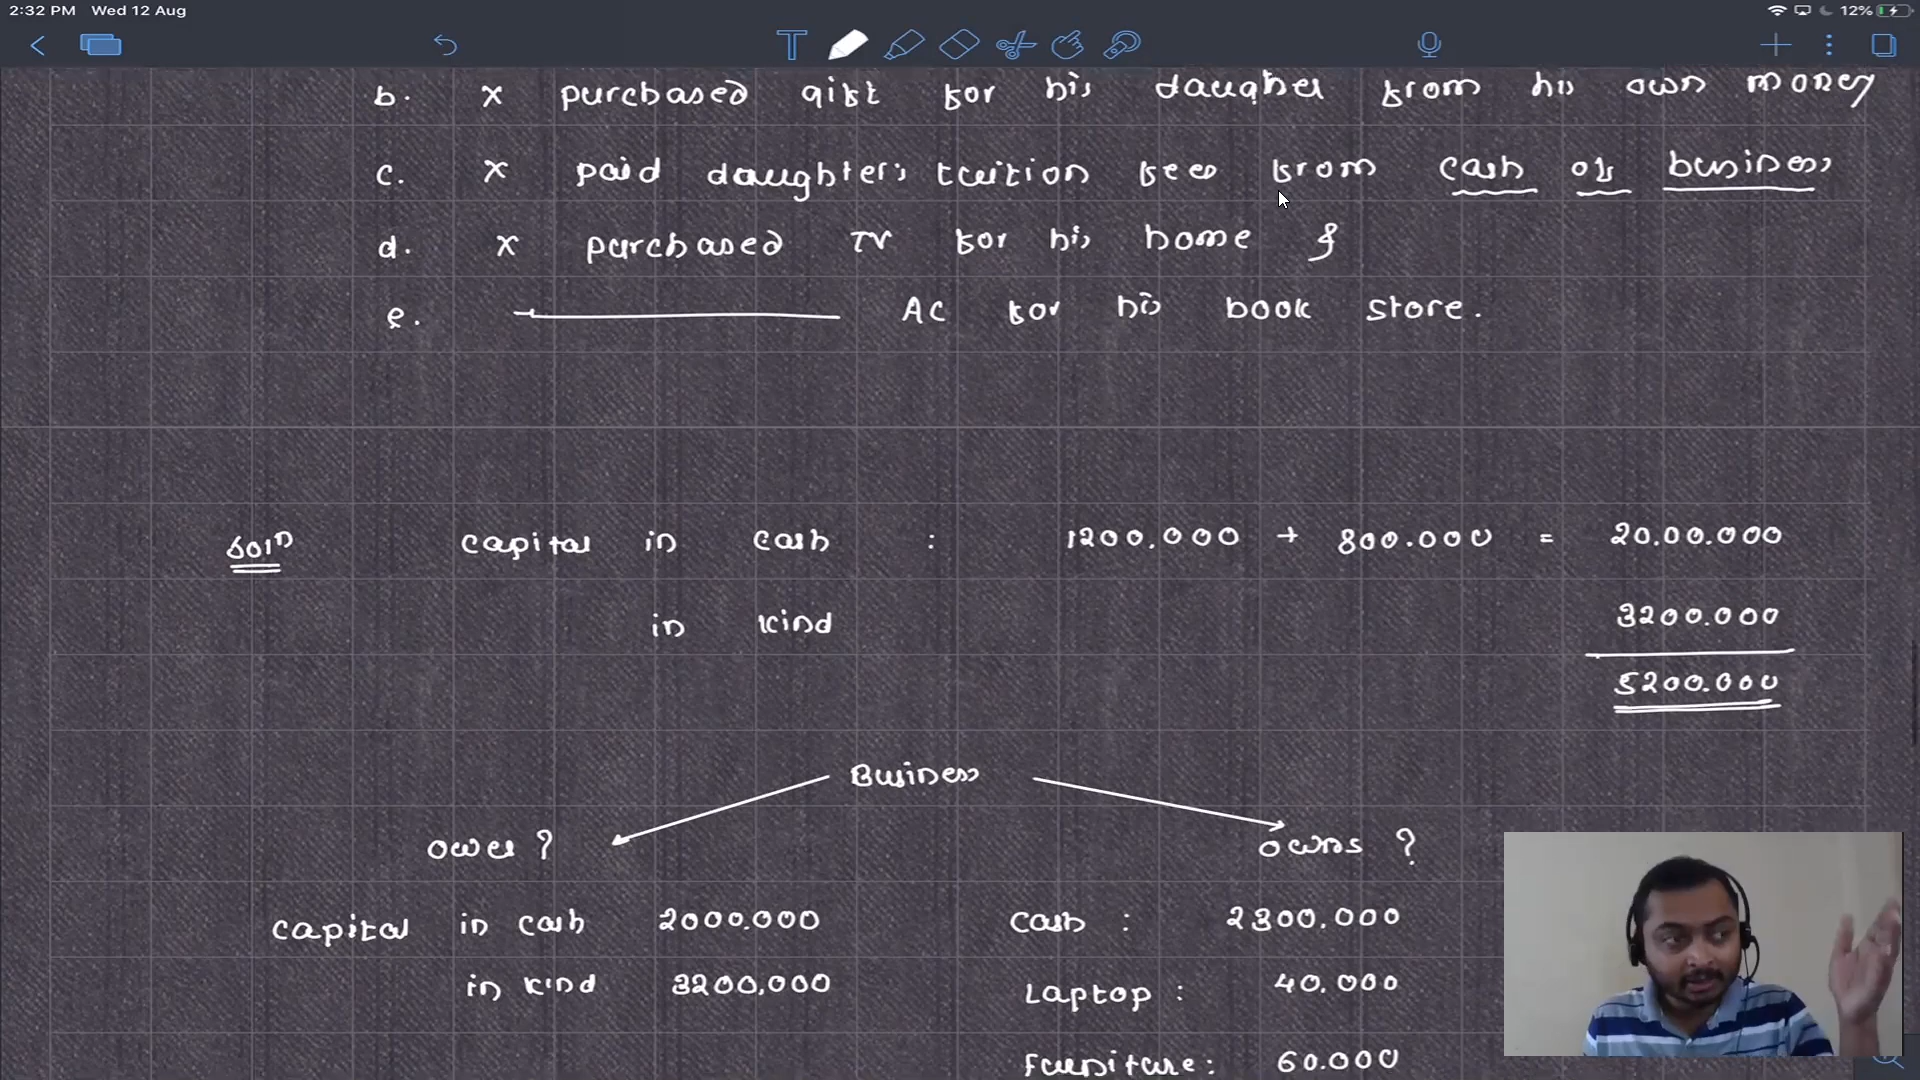 2:32 PM Wed 12 Aug 12%
b. X purchased gift for his daughter from his own money
c. X paid daughter's tuition fees from cash of business
d. X purchased TV for his home &
e. AC for his book store.
Soln Capital in cash : 1200.000 + 800.000 = 20.00.000
in kind 3200.000
5200.000
Business
owes ? owns ?
capital in cash 2000.000 Cash : 2300.000
in kind 3200,000 Laptop : 40.000
Furniture: 60.000